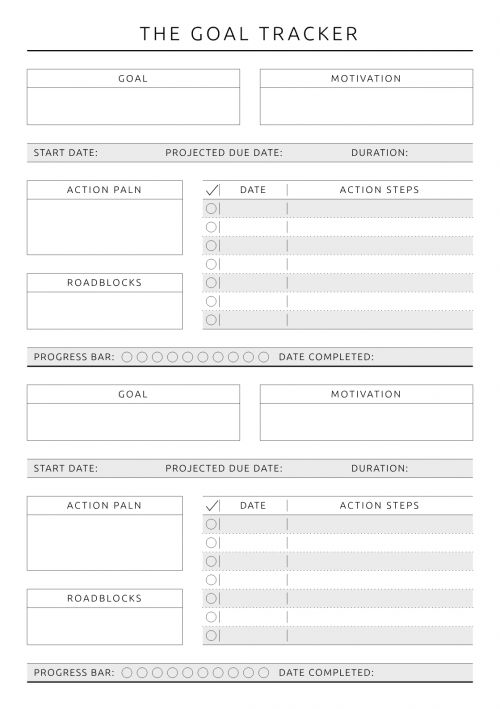 THE GOAL TRACKER
GOAL MOTIVATION
START DATE: PROJECTED DUE DATE: DURATION:
ACTION PALN ✓ DATE ACTION STEPS
ROADBLOCKS
PROGRESS BAR: DATE COMPLETED:
GOAL MOTIVATION
START DATE: PROJECTED DUE DATE: DURATION:
ACTION PALN ✓ DATE ACTION STEPS
ROADBLOCKS
PROGRESS BAR: DATE COMPLETED: